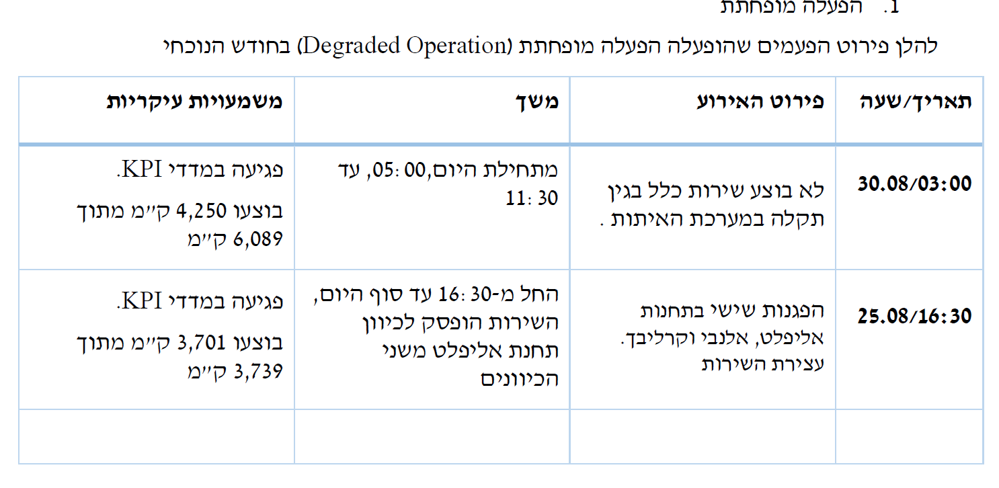 1. הפעלה מופחתת
להלן פירוט הפעמים שהופעלה הפעלה מופחתת (Degraded Operation) בחודש הנוכחי
תאריך/שעה
פירוט האירוע
משך
משמעויות עיקריות
30.08/03:00
לא בוצע שירות כלל בגין
תקלה במערכת האיתות .
מתחילת היום,05:00, עד
11:30
פגיעה במדדי KPI.
בוצעו 4,250 ק״מ מתוך
6,089 ק״מ
25.08/16:30
הפגנות שישי בתחנות
אליפלט, אלנבי וקרליבך.
עצירת השירות
החל מ-16:30 עד סוף היום,
השירות הופסק לכיוון
תחנת אליפלט משני
הכיוונים
פגיעה במדדי KPI.
בוצעו 3,701 ק״מ מתוך
3,739 ק״מ